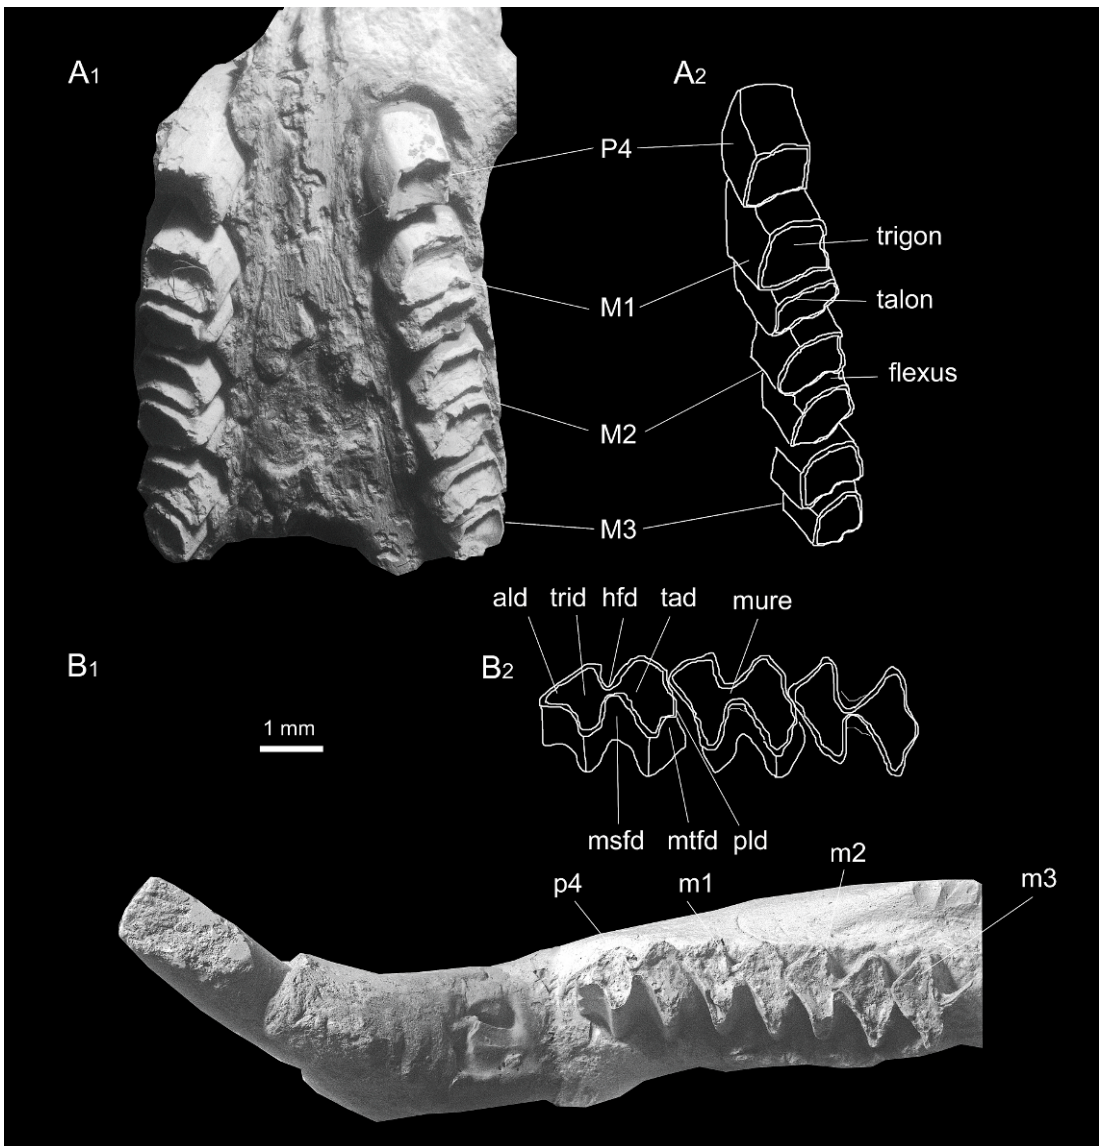 A1
A2
P4
trigon
M1
talon
flexus
M2
M3
ald trid hfd tad mure
B1
B2
1 mm
msfd mtfd pld
m2
p4 m1 m3